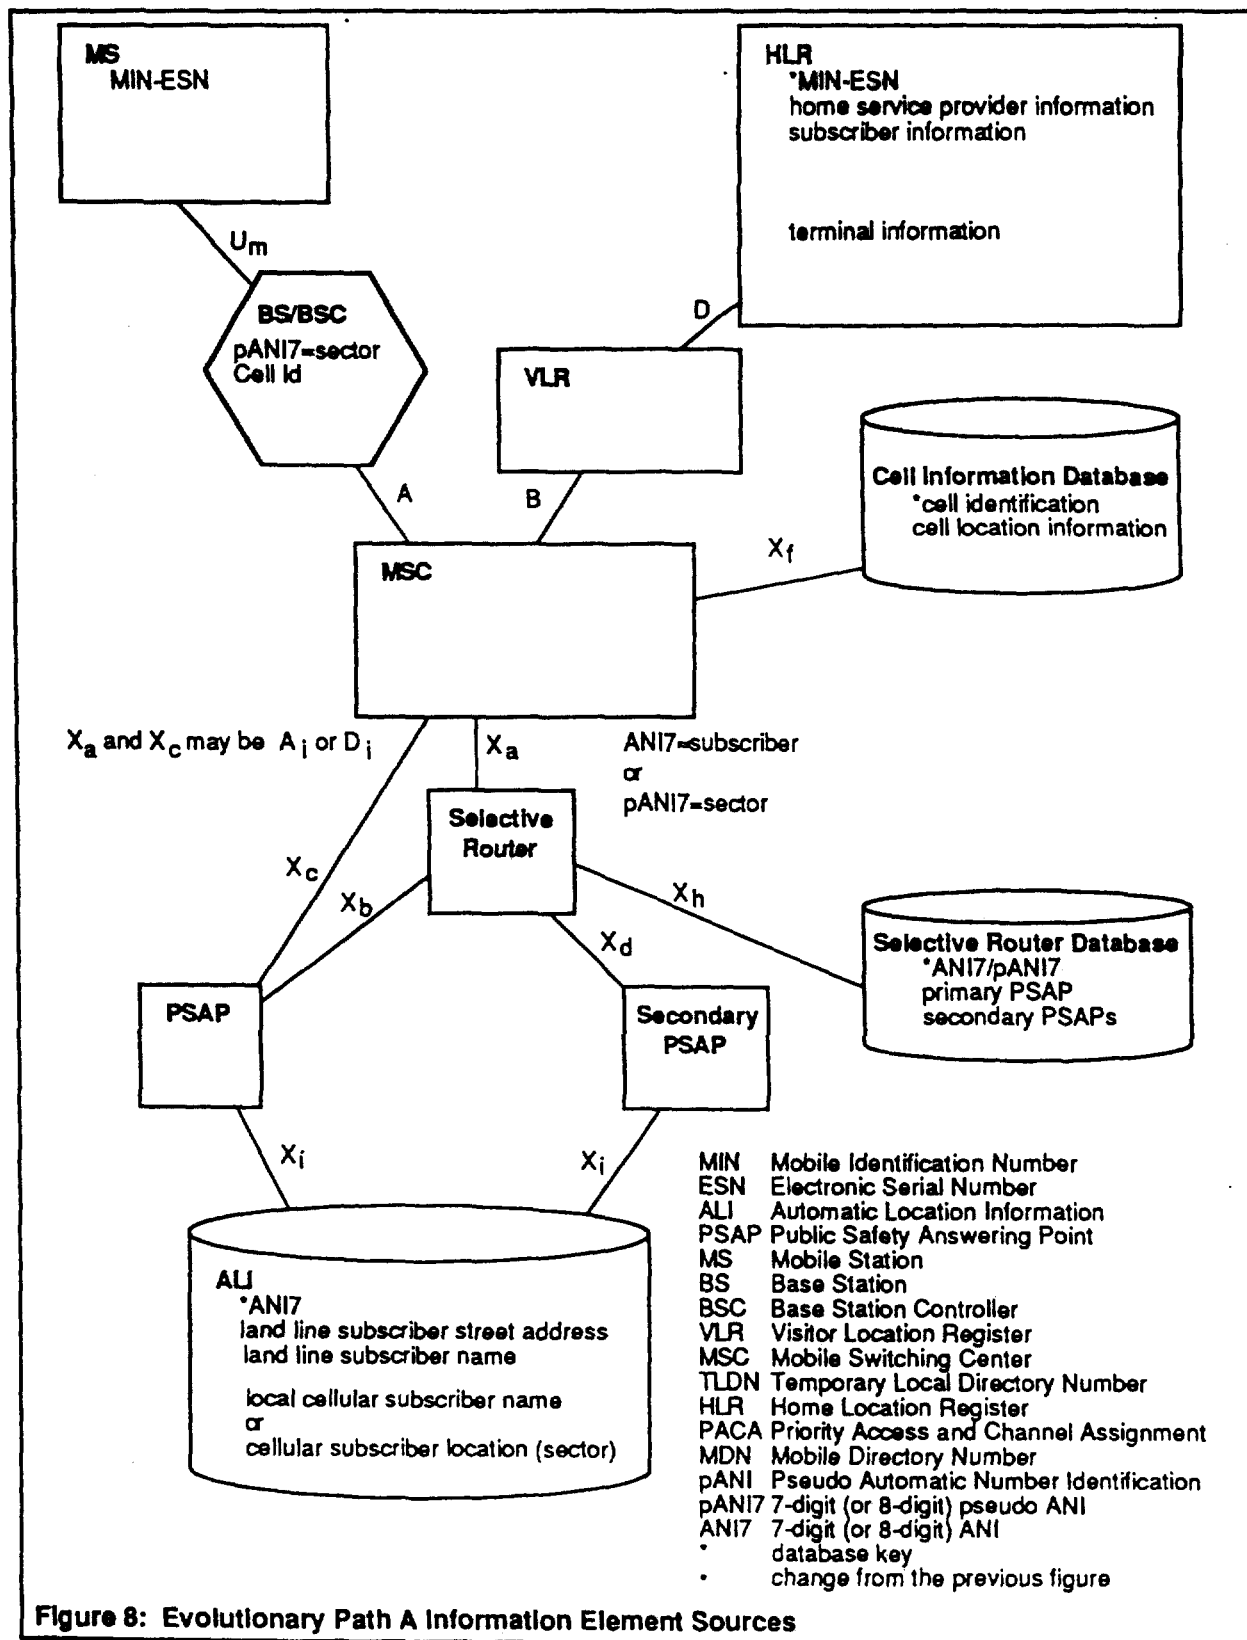 MS
MIN-ESN
HLR
*MIN-ESN
home service provider information
subscriber information
terminal information
Um
BS/BSC
pANI7=sector
Cell Id
D
VLR
Cell Information Database
*cell identification
cell location information
A
B
Xf
MSC
Xa and Xc may be Ai or Di
Xa
ANI7=subscriber
or
pANI7=sector
Selective
Router
Xc
Xb
Xh
Xd
Selective Router Database
*ANI7/pANI7
primary PSAP
secondary PSAPs
PSAP
Secondary
PSAP
Xi
Xi
ALI
*ANI7
land line subscriber street address
land line subscriber name
local cellular subscriber name
or
cellular subscriber location (sector)
MIN Mobile Identification Number
ESN Electronic Serial Number
ALI Automatic Location Information
PSAP Public Safety Answering Point
MS Mobile Station
BS Base Station
BSC Base Station Controller
VLR Visitor Location Register
MSC Mobile Switching Center
TLDN Temporary Local Directory Number
HLR Home Location Register
PACA Priority Access and Channel Assignment
MDN Mobile Directory Number
pANI Pseudo Automatic Number Identification
pANI7 7-digit (or 8-digit) pseudo ANI
ANI7 7-digit (or 8-digit) ANI
* database key
• change from the previous figure
Figure 8: Evolutionary Path A Information Element Sources